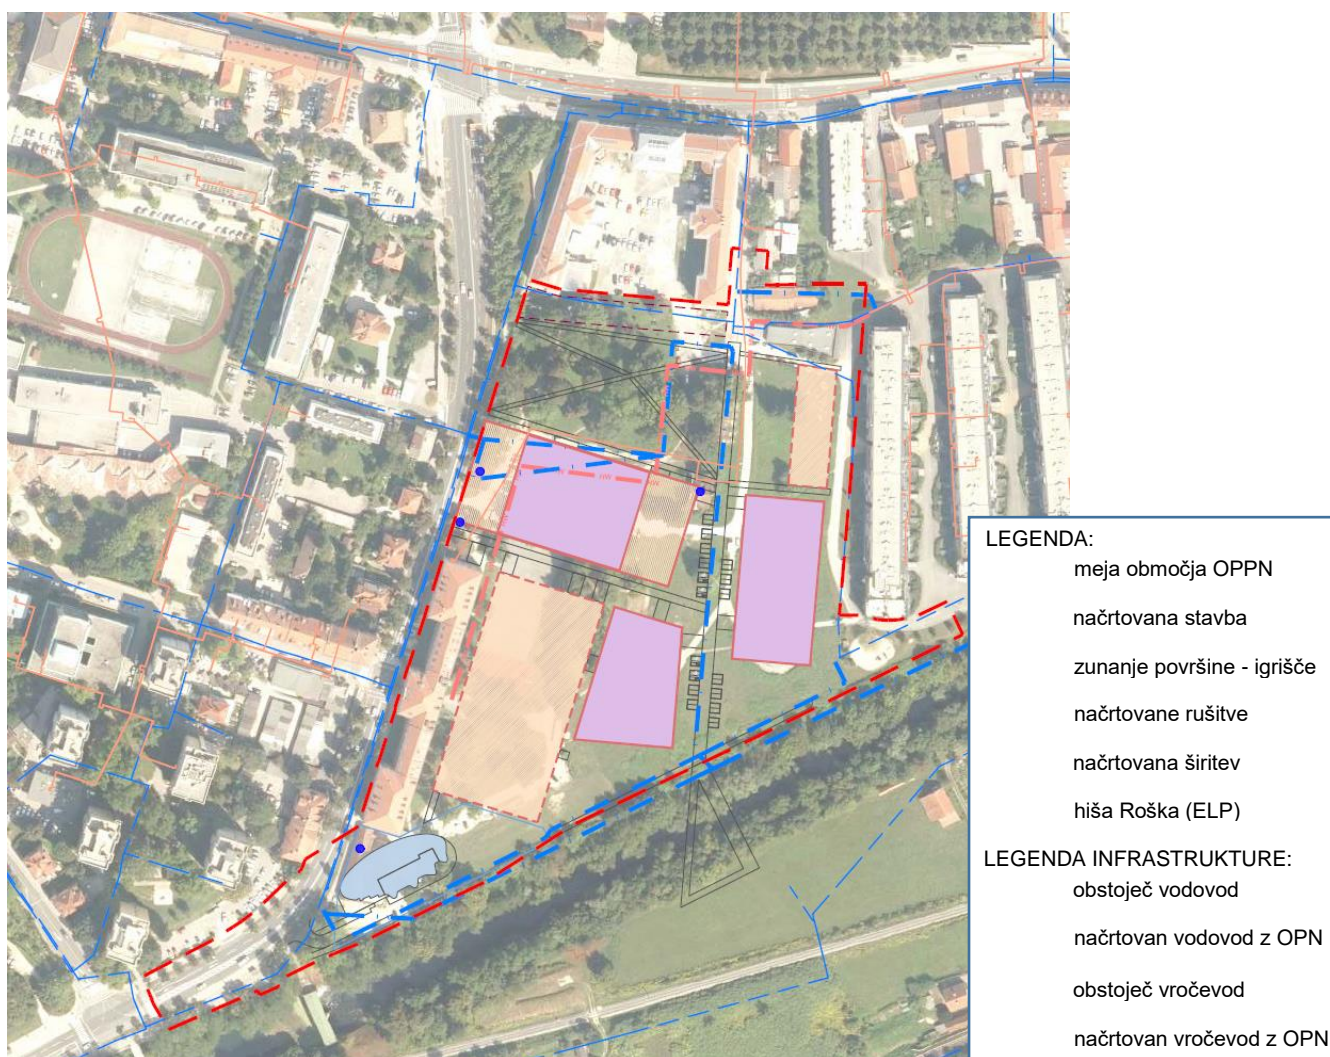 LEGENDA:
meja območja OPPN
načrtovana stavba
zunanje površine - igrišče
načrtovane rušitve
načrtovana širitev
hiša Roška (ELP)
LEGENDA INFRASTRUKTURE:
obstoječ vodovod
načrtovan vodovod z OPN
obstoječ vročevod
načrtovan vročevod z OPN